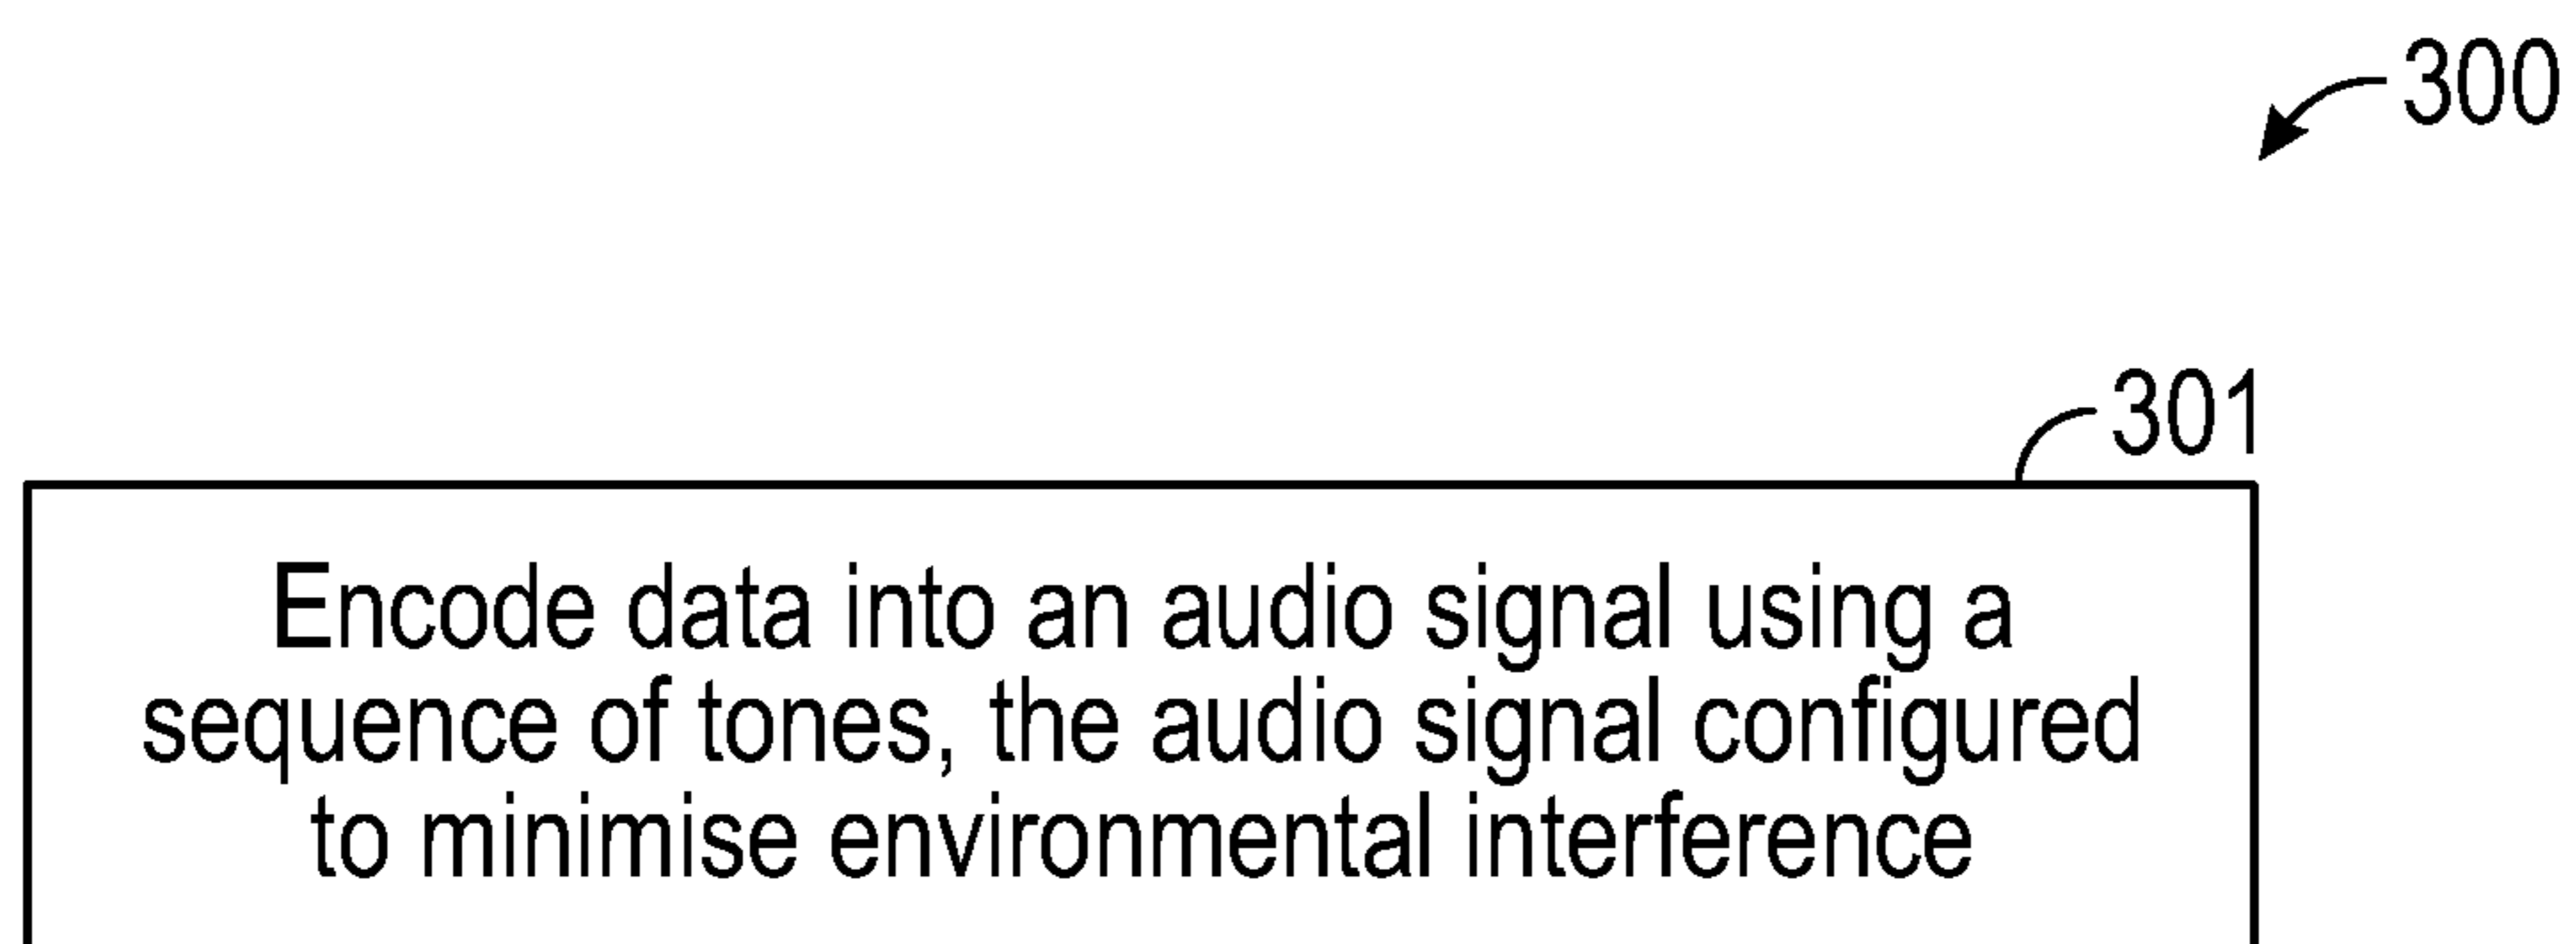 300
301
Encode data into an audio signal using a
sequence of tones, the audio signal configured
to minimise environmental interference